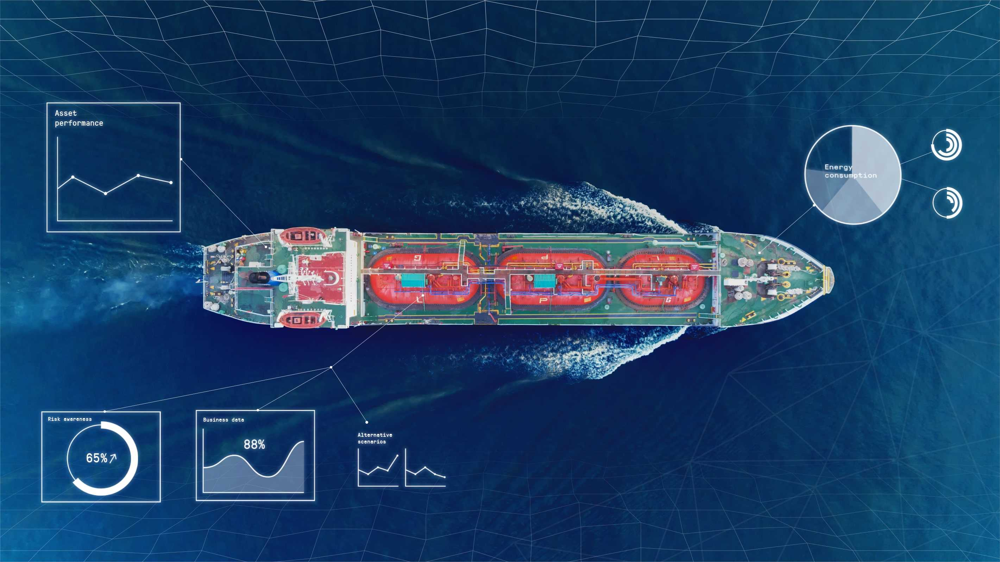 Asset
performance
Energy
consumption
G
P
L
L
P
G
Risk awareness
65%↗
Business data
88%
Alternative
scenarios